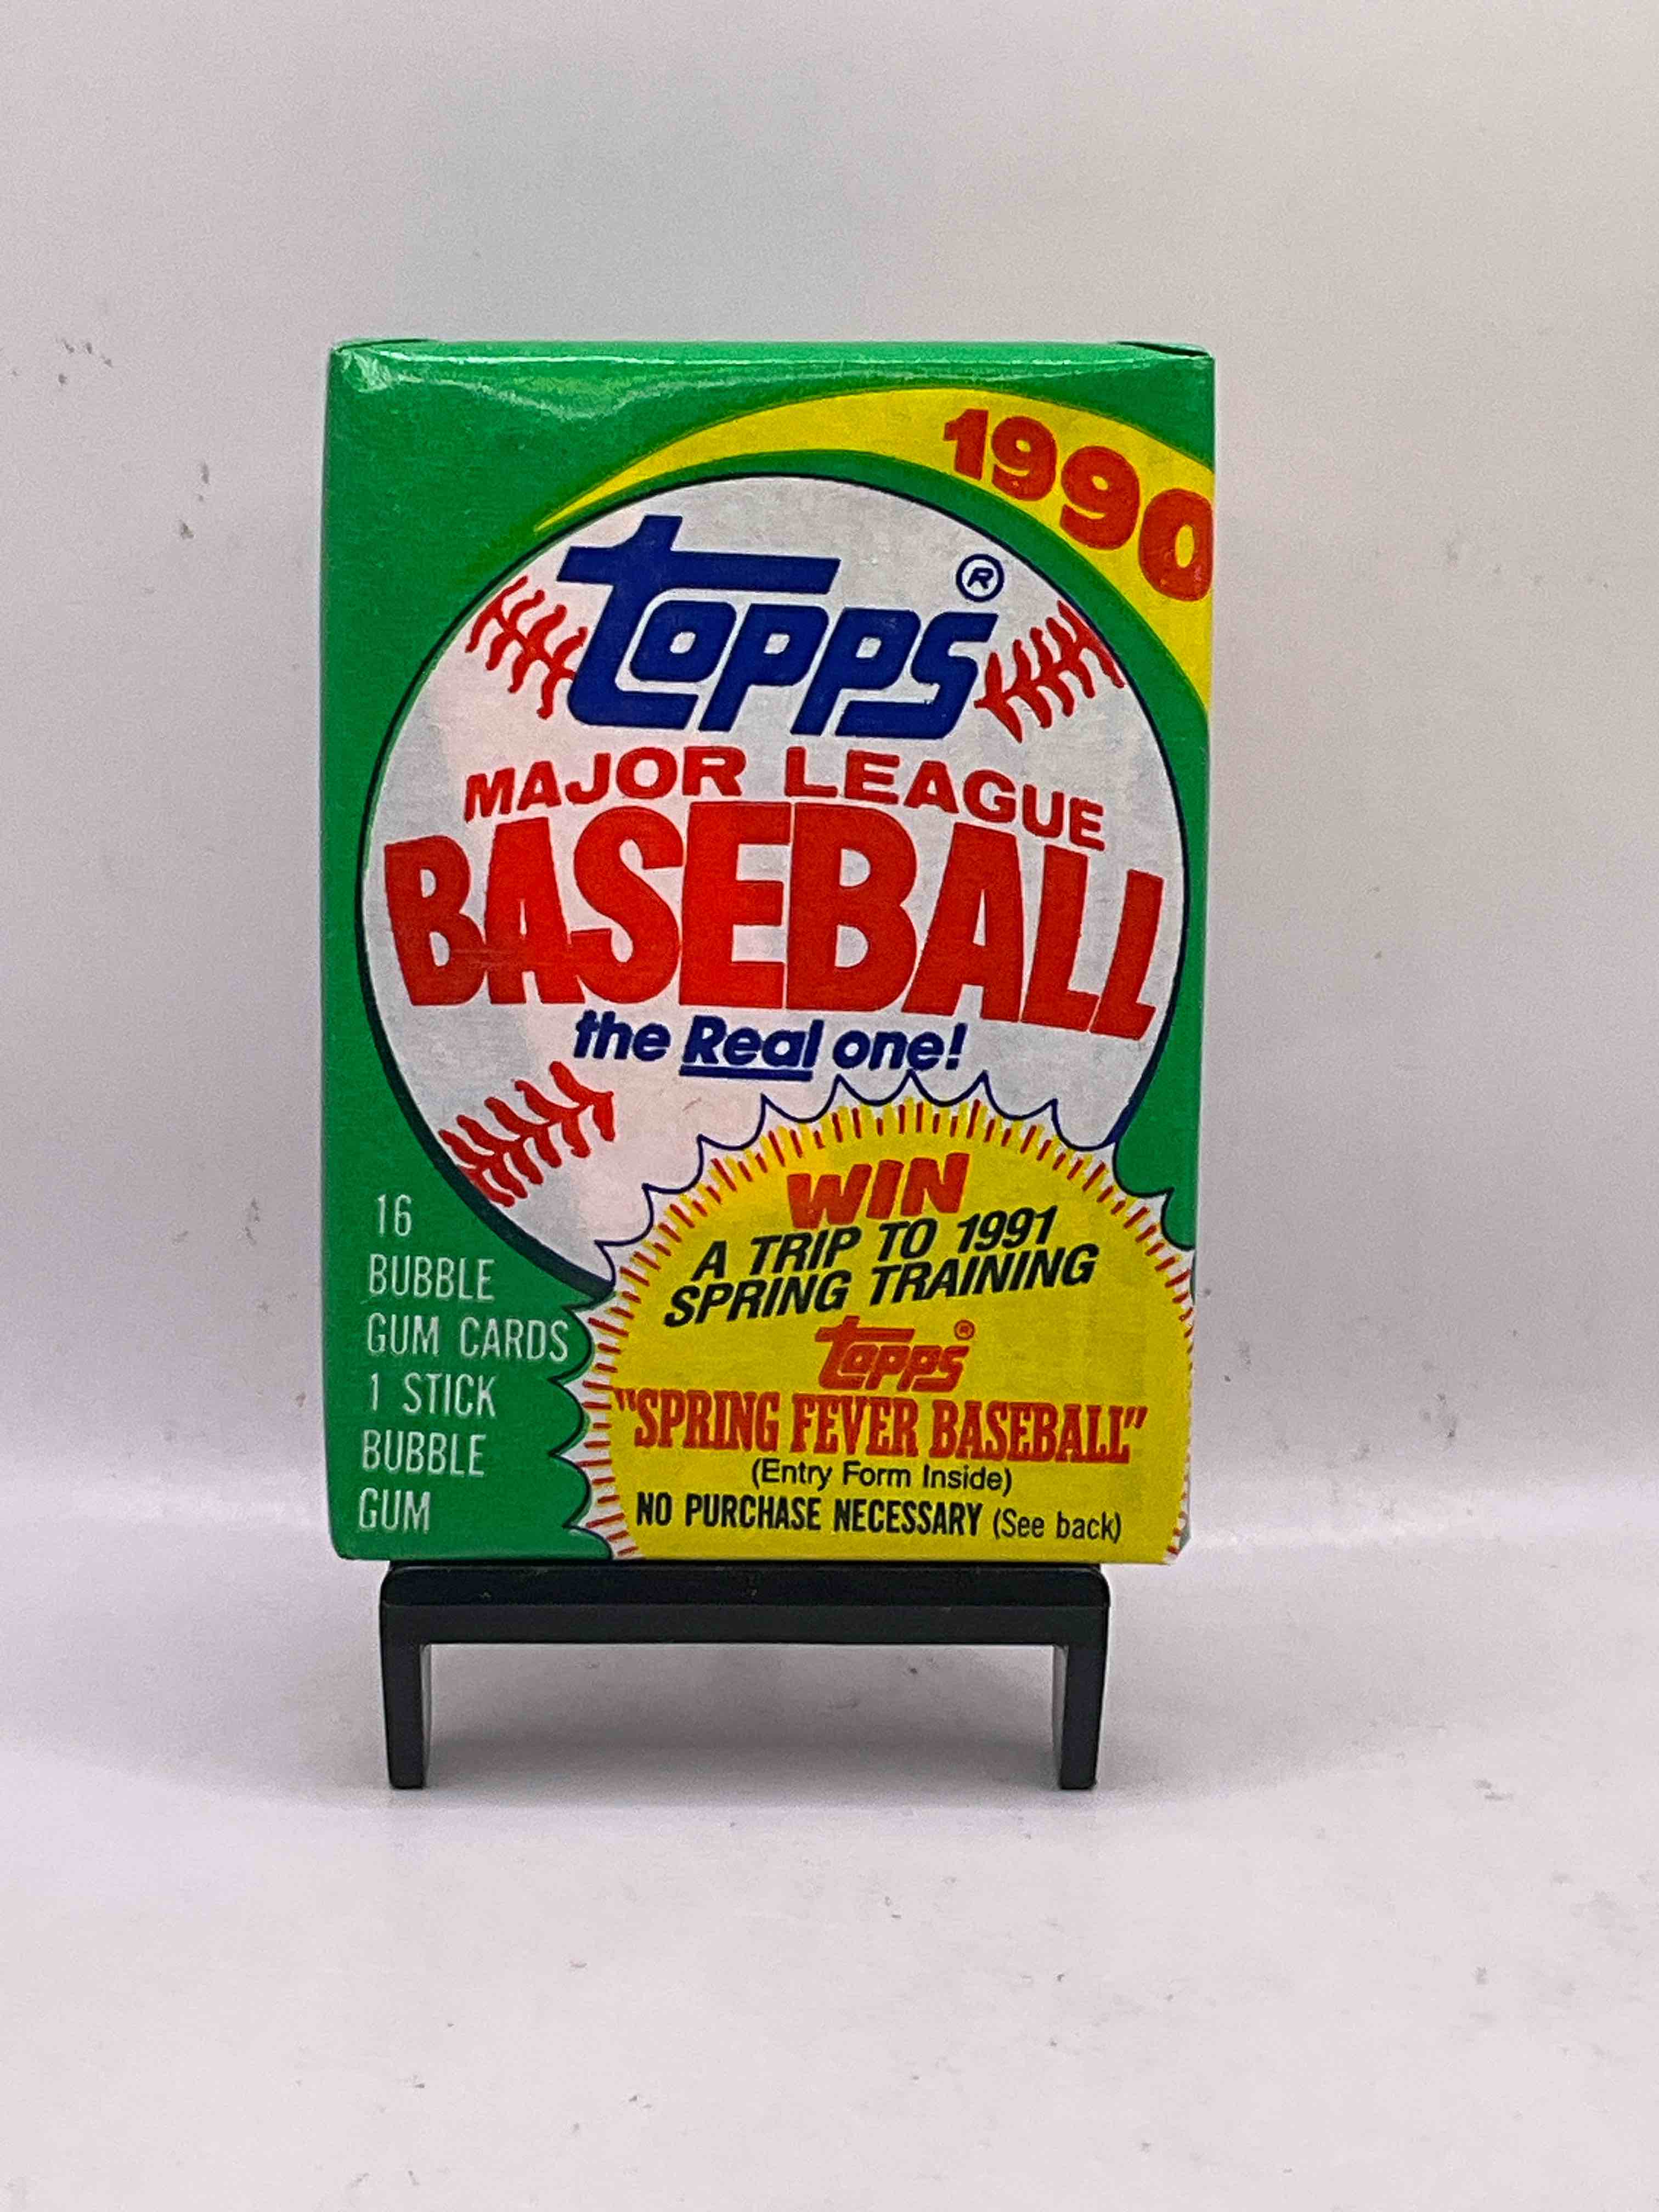 1990
topps®
MAJOR LEAGUE
BASEBALL
the Real one!
16
BUBBLE
GUM CARDS
1 STICK
BUBBLE
GUM
WIN
A TRIP TO 1991
SPRING TRAINING
topps®
"SPRING FEVER BASEBALL"
(Entry Form Inside)
NO PURCHASE NECESSARY (See back)